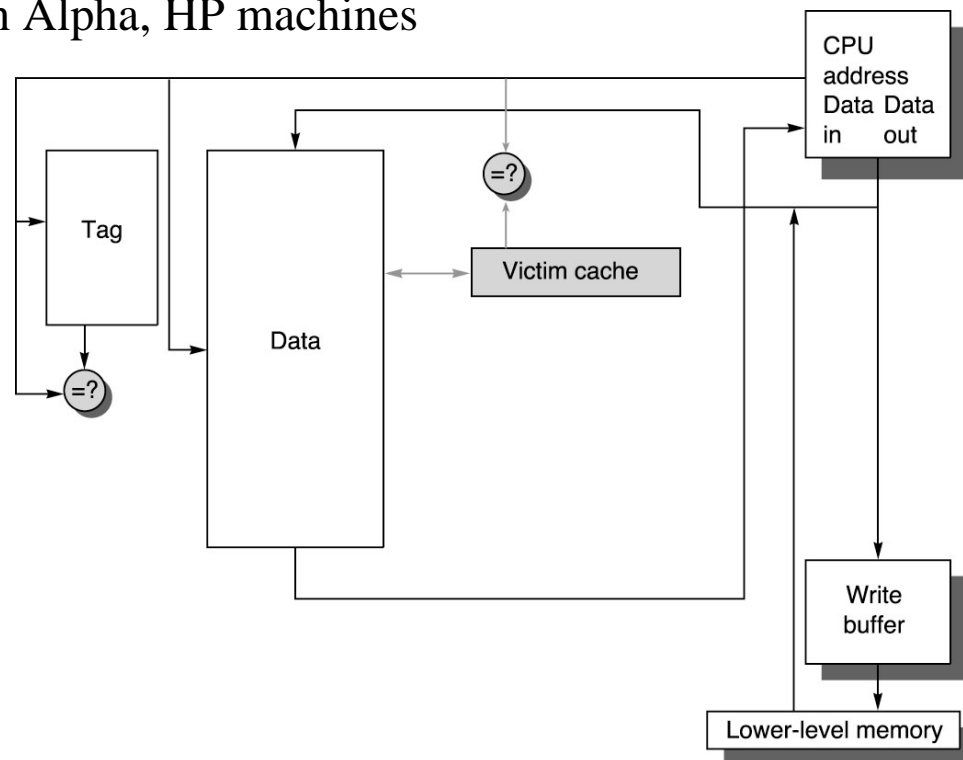 Alpha, HP machines
CPU
address
Data Data
in out
=?
Tag
Victim cache
Data
=?
Write
buffer
Lower-level memory